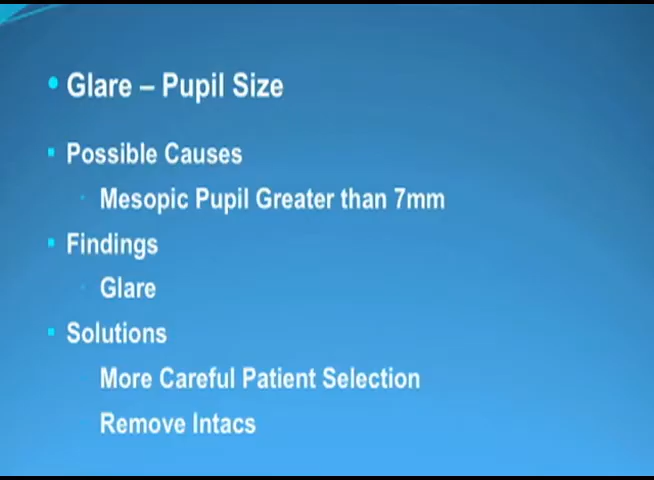 Glare – Pupil Size
Possible Causes
Mesopic Pupil Greater than 7mm
Findings
Glare
Solutions
More Careful Patient Selection
Remove Intacs